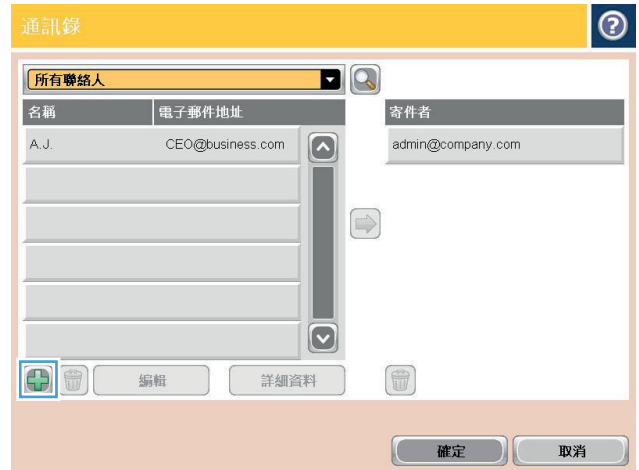 通訊錄
?
所有聯絡人
名稱 電子郵件地址 寄件者
A.J. CEO@business.com admin@company.com
編輯 詳細資料
確定 取消